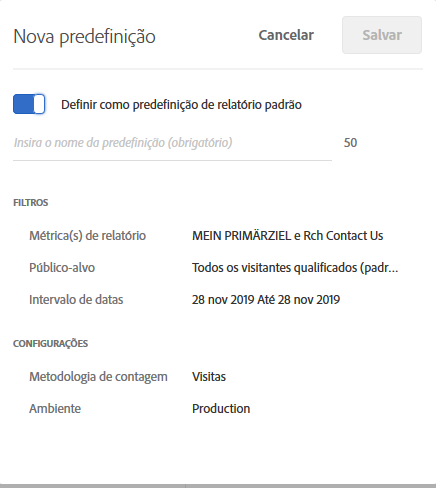 Nova predefinição Cancelar Salvar
Definir como predefinição de relatório padrão
Insira o nome da predefinição (obrigatório) 50
FILTROS
Métrica(s) de relatório MEIN PRIMÄRZIEL e Rch Contact Us
Público-alvo Todos os visitantes qualificados (padr...
Intervalo de datas 28 nov 2019 Até 28 nov 2019
CONFIGURAÇÕES
Metodologia de contagem Visitas
Ambiente Production